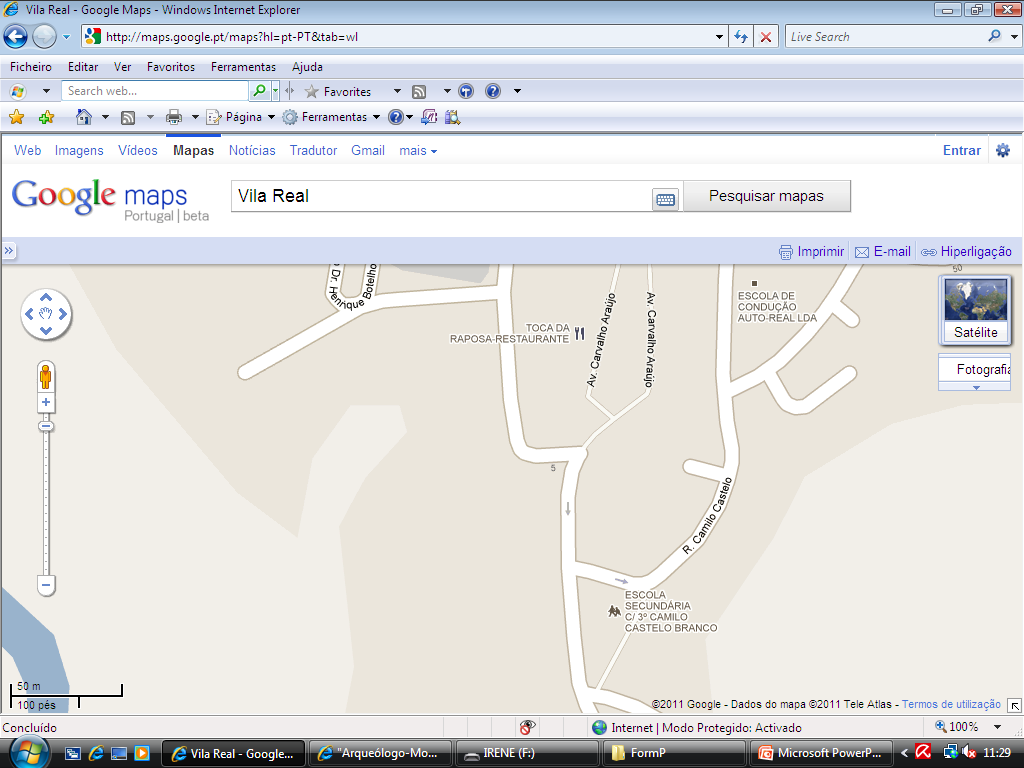 Vila Real - Google Maps - Windows Internet Explorer
http://maps.google.pt/maps?hl=pt-PT&tab=wl
Live Search
Ficheiro Editar Ver Favoritos Ferramentas Ajuda
Search web...
Favorites
Página Ferramentas
Web Imagens Vídeos Mapas Notícias Tradutor Gmail mais
Entrar
Google maps
Portugal | beta
Vila Real
Pesquisar mapas
Imprimir E-mail Hiperligação
Dr. Henrique Botelho
50
ESCOLA DE
CONDUÇÃO
AUTO-REAL LDA
Satélite
TOCA DA
RAPOSA-RESTAURANTE
Av. Carvalho Araújo
Av. Carvalho Araújo
Fotografia
5
R. Camilo Castelo
ESCOLA
SECUNDÁRIA
C/ 3º CAMILO
CASTELO BRANCO
50 m
100 pés
©2011 Google - Dados do mapa ©2011 Tele Atlas - Termos de utilização
Concluído
Internet | Modo Protegido: Activado
100%
Vila Real - Google...
"Arqueólogo-Mo...
IRENE (F:)
FormP
Microsoft PowerP...
11:29